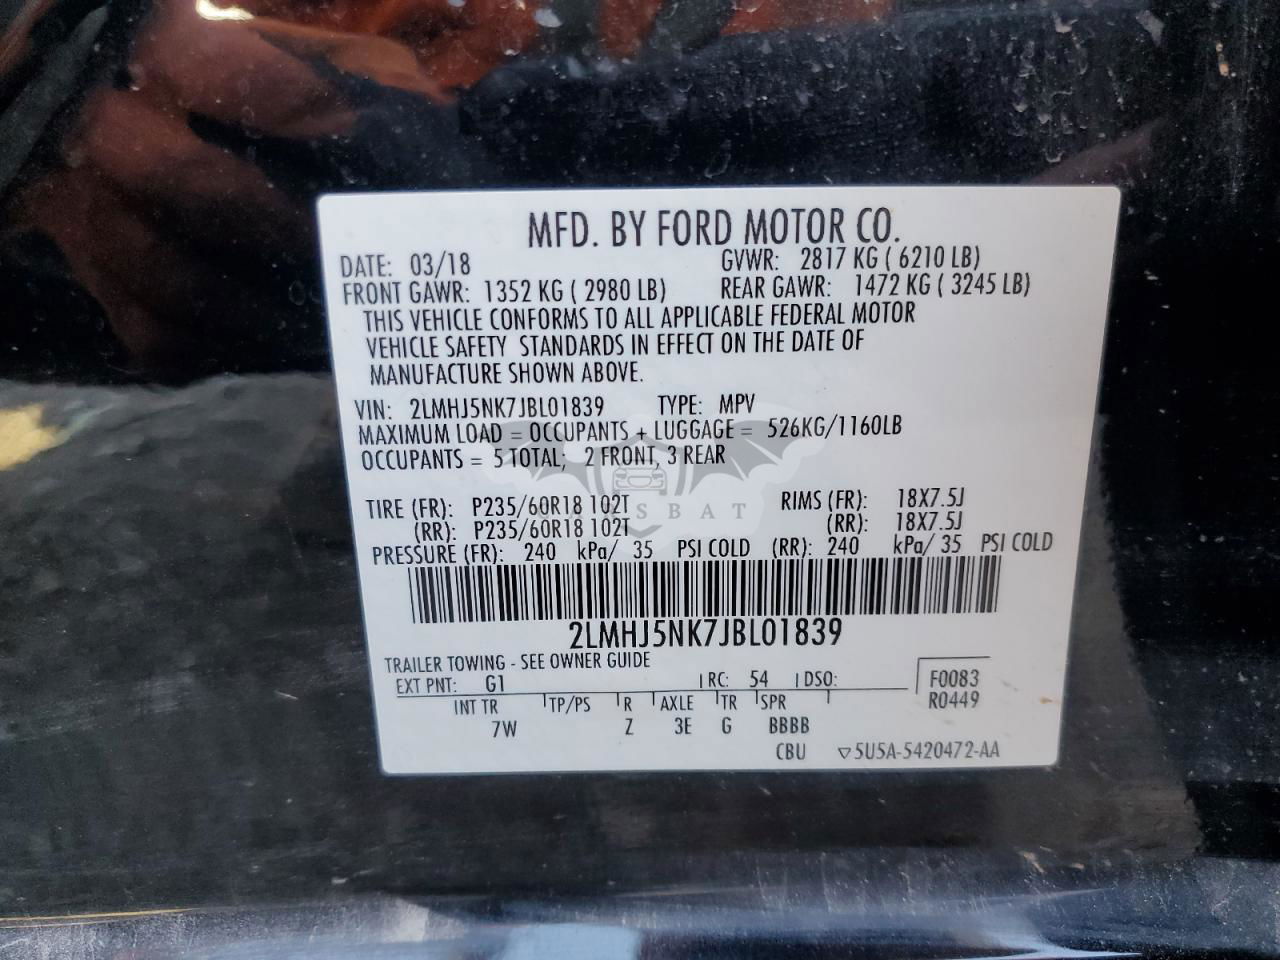 MFD. BY FORD MOTOR CO.
DATE: 03/18 GVWR: 2817 KG ( 6210 LB)
FRONT GAWR: 1352 KG ( 2980 LB) REAR GAWR: 1472 KG ( 3245 LB)
THIS VEHICLE CONFORMS TO ALL APPLICABLE FEDERAL MOTOR
VEHICLE SAFETY STANDARDS IN EFFECT ON THE DATE OF
MANUFACTURE SHOWN ABOVE.
VIN: 2LMHJ5NK7JBL01839 TYPE: MPV
MAXIMUM LOAD = OCCUPANTS + LUGGAGE = 526KG/1160LB
OCCUPANTS = 5 TOTAL, 2 FRONT, 3 REAR
TIRE (FR): P235/60R18 102T RIMS (FR): 18X7.5J
(RR): P235/60R18 102T (RR): 18X7.5J
PRESSURE (FR): 240 kPa/ 35 PSI COLD (RR): 240 kPa/ 35 PSI COLD
2LMHJ5NK7JBL01839
TRAILER TOWING - SEE OWNER GUIDE
EXT PNT: G1 RC: 54 DSO: F0083
INT TR TP/PS R AXLE TR SPR R0449
7W Z 3E G BBBB
CBU 5U5A-5420472-AA